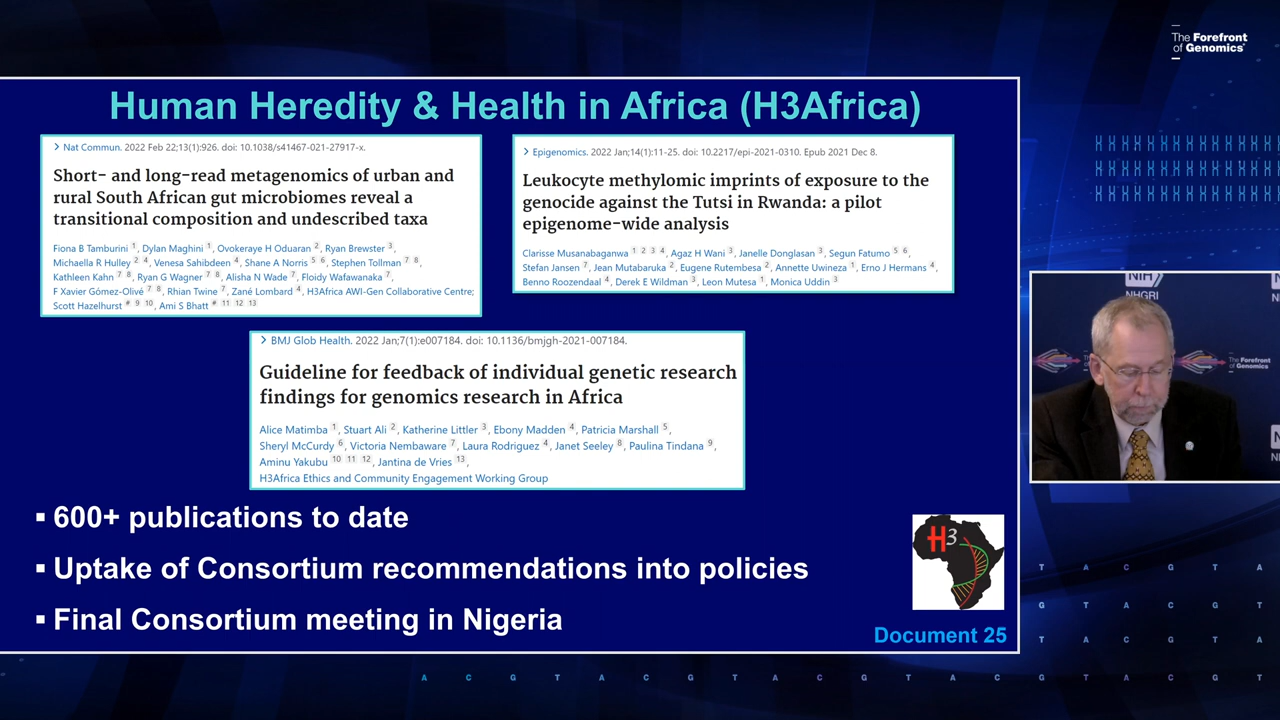 The Forefront
of Genomics®
Human Heredity & Health in Africa (H3Africa)
> Nat Commun. 2022 Feb 22;13(1):926. doi: 10.1038/s41467-021-27917-x.
Short- and long-read metagenomics of urban and
rural South African gut microbiomes reveal a
transitional composition and undescribed taxa
Fiona B Tamburini 1, Dylan Maghini 1, Ovokeraye H Oduaran 2, Ryan Brewster 3,
Michaella R Hulley 2 4, Venesa Sahibdeen 4, Shane A Norris 5 6, Stephen Tollman 7 8,
Kathleen Kahn 7 8, Ryan G Wagner 7 8, Alisha N Wade 7, Floidy Wafawanaka 7,
F Xavier Gómez-Olivé 7 8, Rhian Twine 7, Zané Lombard 4, H3Africa AWI-Gen Collaborative Centre;
Scott Hazelhurst # 9 10, Ami S Bhatt # 11 12 13
> Epigenomics. 2022 Jan;14(1):11-25. doi: 10.2217/epi-2021-0310. Epub 2021 Dec 8.
Leukocyte methylomic imprints of exposure to the
genocide against the Tutsi in Rwanda: a pilot
epigenome-wide analysis
Clarisse Musanabaganwa 1 2 3 4, Agaz H Wani 3, Janelle Donglasan 3, Segun Fatumo 5 6,
Stefan Jansen 7, Jean Mutabaruka 2, Eugene Rutembesa 2, Annette Uwineza 1, Erno J Hermans 4,
Benno Roozendaal 4, Derek E Wildman 3, Leon Mutesa 1, Monica Uddin 3
> BMJ Glob Health. 2022 Jan;7(1):e007184. doi: 10.1136/bmjgh-2021-007184.
Guideline for feedback of individual genetic research
findings for genomics research in Africa
Alice Matimba 1, Stuart Ali 2, Katherine Littler 3, Ebony Madden 4, Patricia Marshall 5,
Sheryl McCurdy 6, Victoria Nembaware 7, Laura Rodriguez 4, Janet Seeley 8, Paulina Tindana 9,
Aminu Yakubu 10 11 12, Jantina de Vries 13,
H3Africa Ethics and Community Engagement Working Group
▪ 600+ publications to date
▪ Uptake of Consortium recommendations into policies
▪ Final Consortium meeting in Nigeria
H3
Document 25
NIH
NHGRI
The Forefront
of Genomics
T A C G T A
G T A C G T
T A C G T A
A C G T A C G T A C G T A C G T A C G T